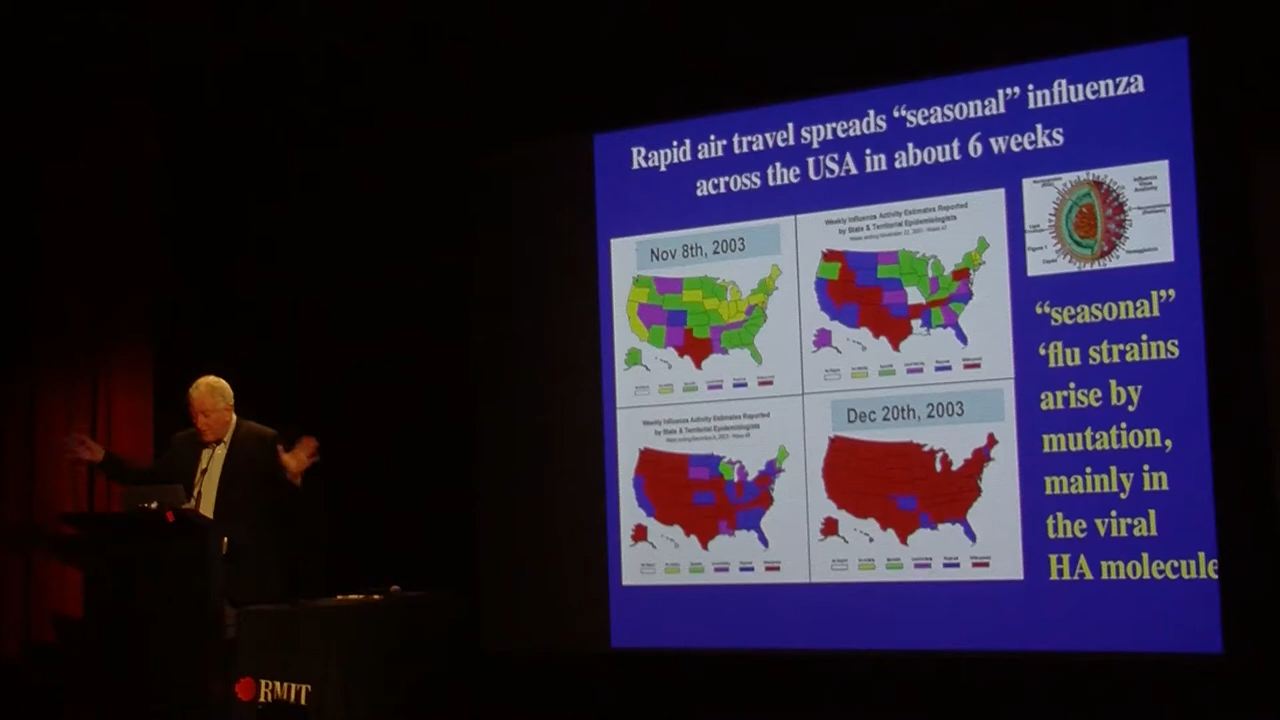 Rapid air travel spreads “seasonal” influenza
across the USA in about 6 weeks
Nov 8th, 2003
Weekly Influenza Activity Estimates Reported
by State & Territorial Epidemiologists
Weekly Influenza Activity Estimates Reported
by State & Territorial Epidemiologists
Dec 20th, 2003
“seasonal”
‘flu strains
arise by
mutation,
mainly in
the viral
HA molecule
RMIT